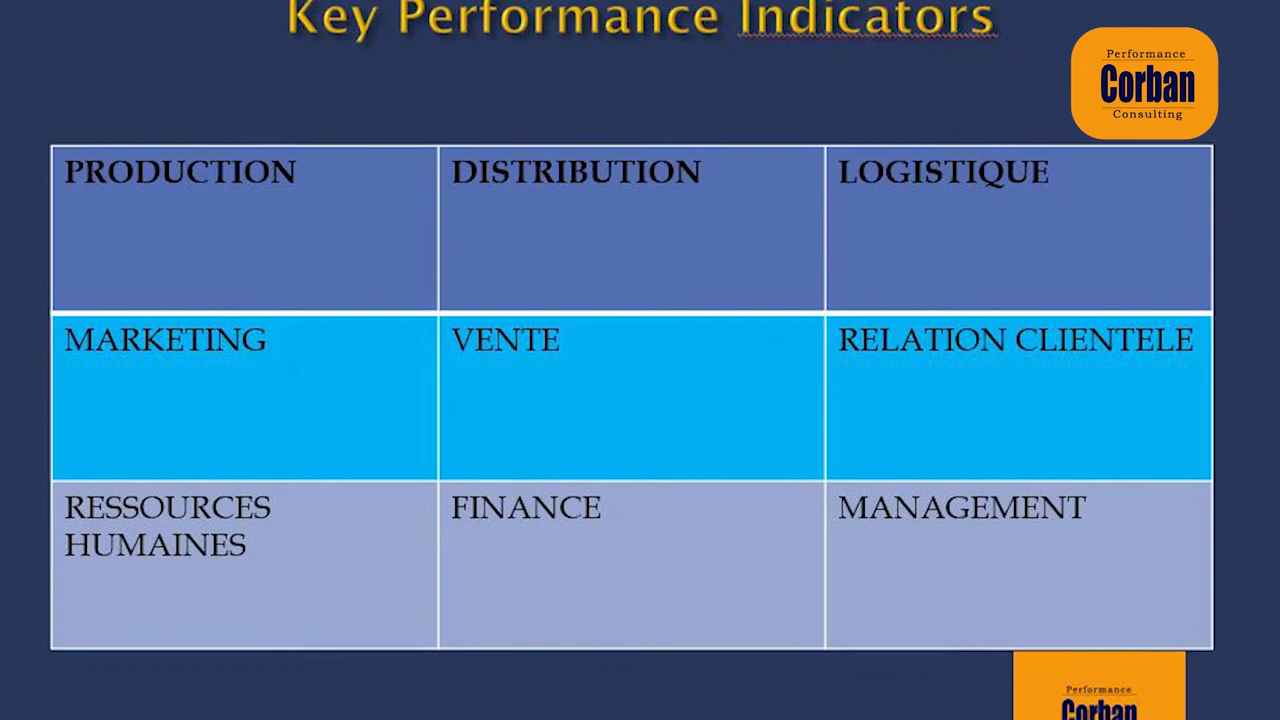 Key Performance Indicators
Performance
Corban
Consulting
PRODUCTION
DISTRIBUTION
LOGISTIQUE
MARKETING
VENTE
RELATION CLIENTELE
RESSOURCES
HUMAINES
FINANCE
MANAGEMENT
Performance
Corban